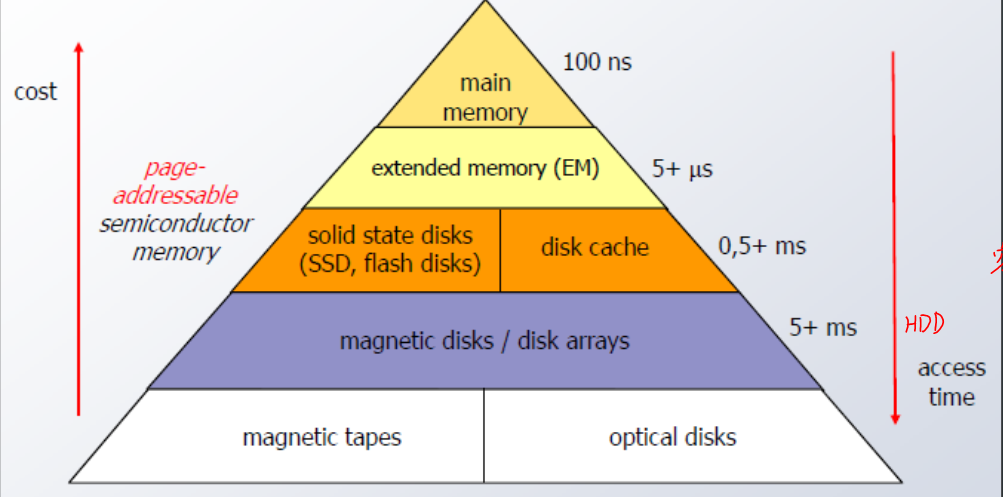 100 ns
main
memory
cost
page-
addressable
semiconductor
memory
extended memory (EM)
5+ μs
solid state disks
(SSD, flash disks)
disk cache
0,5+ ms
magnetic disks / disk arrays
5+ ms
HDD
access
time
magnetic tapes
optical disks